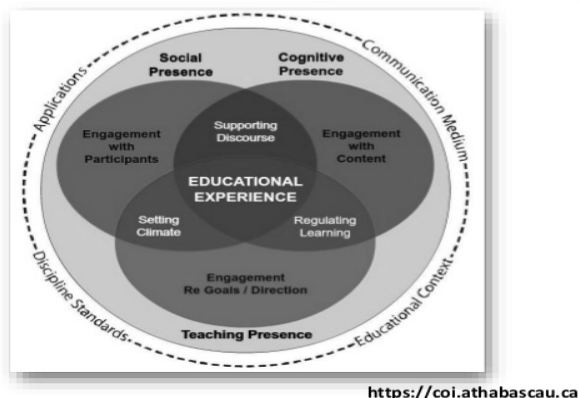 Social
Presence
Cognitive
Presence
Applications
Communication Medium
Engagement
with
Participants
Supporting
Discourse
Engagement
with
Content
EDUCATIONAL
EXPERIENCE
Setting
Climate
Regulating
Learning
Engagement
Re Goals / Direction
Teaching Presence
Discipline Standards
Educational Context
https://coi.athabascau.ca